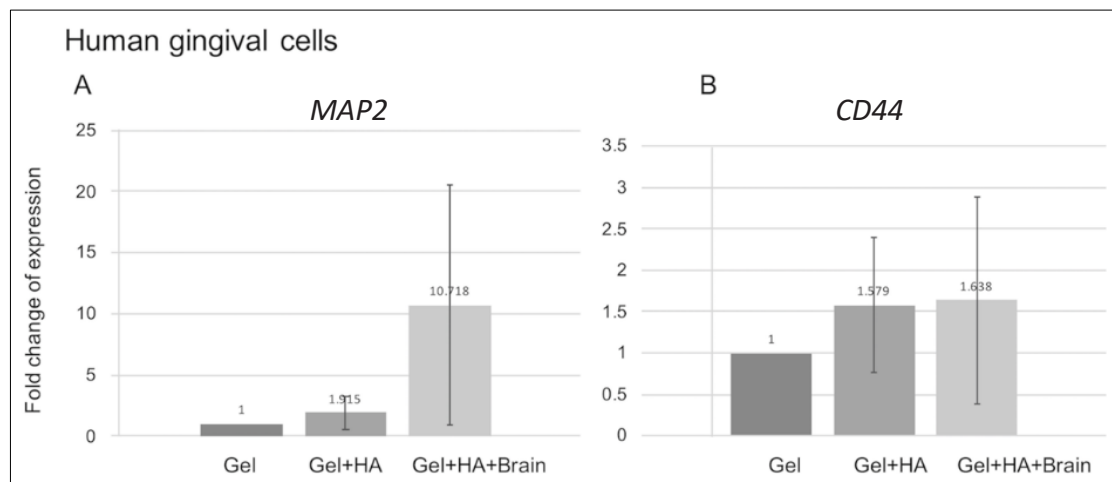 Human gingival cells
A
MAP2
Fold change of expression
25
20
15
10
5
0
1
1.915
10.718
Gel
Gel+HA
Gel+HA+Brain
B
CD44
3.5
3
2.5
2
1.5
1
0.5
0
1
1.579
1.638
Gel
Gel+HA
Gel+HA+Brain